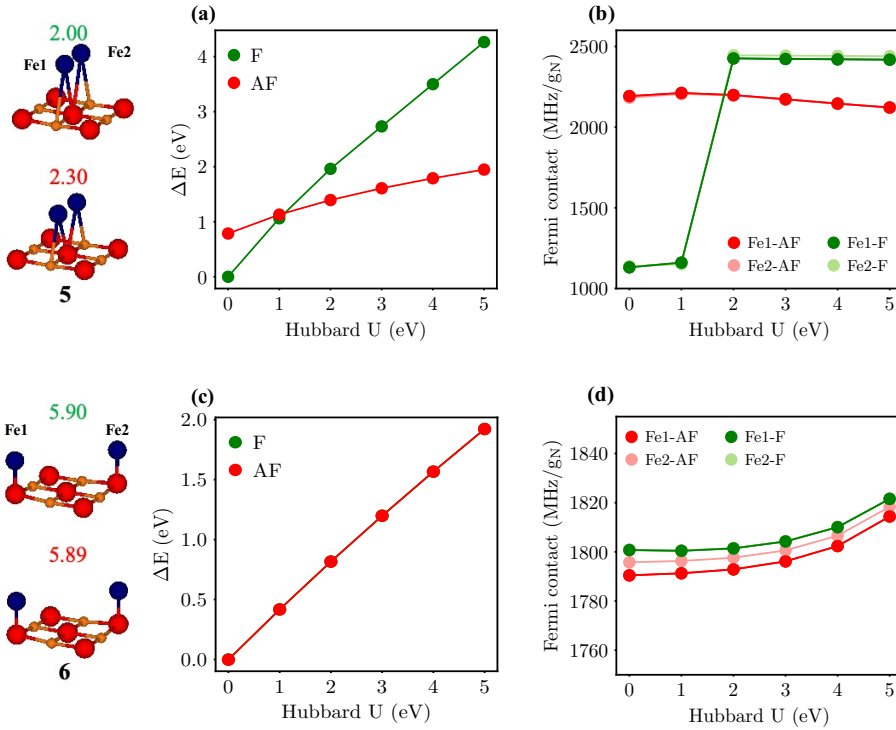 2.00
Fe1
Fe2
2.30
5
(a)
F
AF
ΔE (eV)
4
3
2
1
0
0 1 2 3 4 5
Hubbard U (eV)
(b)
Fermi contact (MHz/g_N)
2500
2000
1500
1000
Fe1-AF
Fe2-AF
Fe1-F
Fe2-F
0 1 2 3 4 5
Hubbard U (eV)
5.90
Fe1
Fe2
5.89
6
(c)
F
AF
ΔE (eV)
2.0
1.5
1.0
0.5
0.0
0 1 2 3 4 5
Hubbard U (eV)
(d)
Fermi contact (MHz/g_N)
1840
1820
1800
1780
1760
Fe1-AF
Fe2-AF
Fe1-F
Fe2-F
0 1 2 3 4 5
Hubbard U (eV)